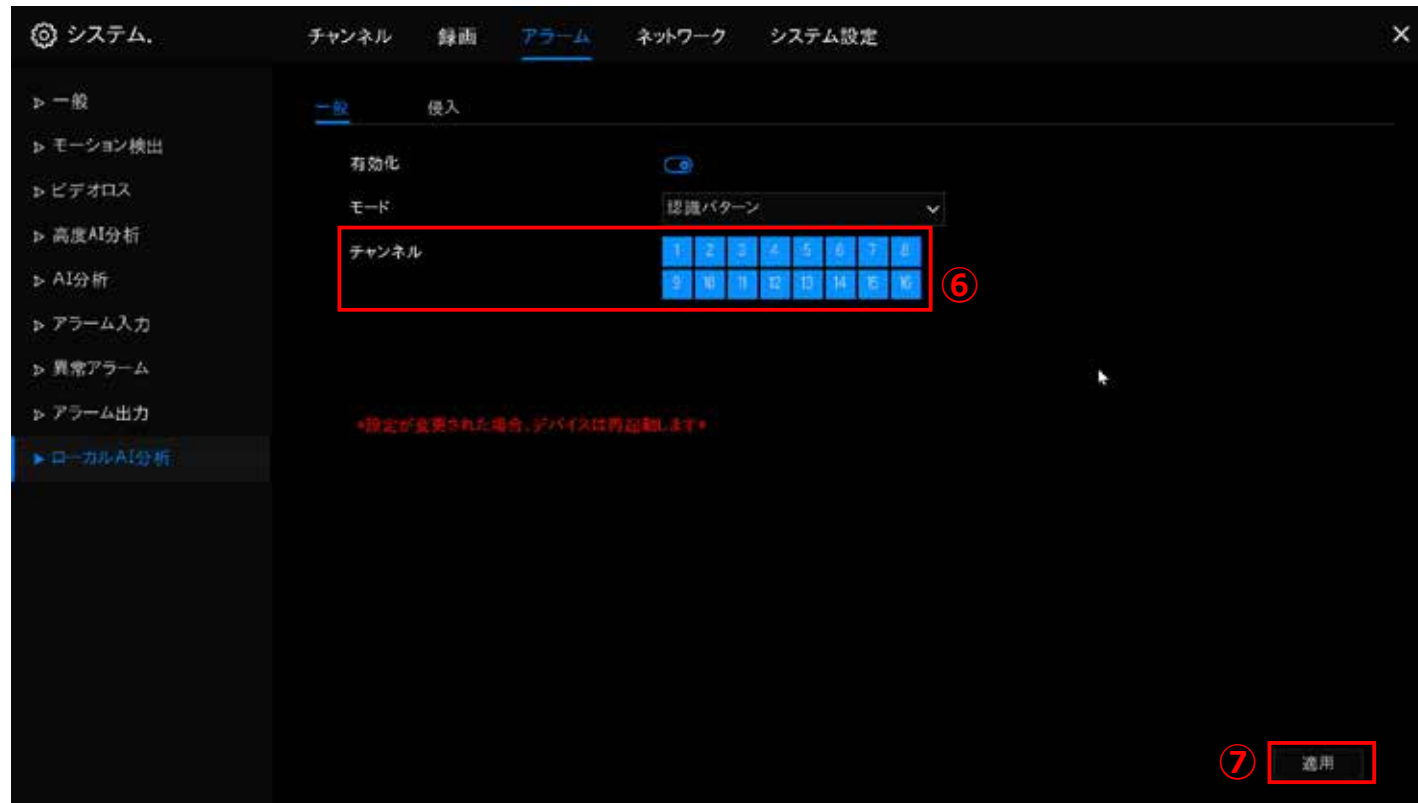 システム.
チャンネル 録画 アラーム ネットワーク システム設定 ×
一般
モーション検出
ビデオロス
高度AI分析
AI分析
アラーム入力
異常アラーム
アラーム出力
ローカルAI分析
一般 侵入
有効化
モード 認識パターン
チャンネル 1 2 3 4 5 6 7 8
9 10 11 12 13 14 15 16 ⑥
*設定が変更された場合、デバイスは再起動します*
⑦ 適用